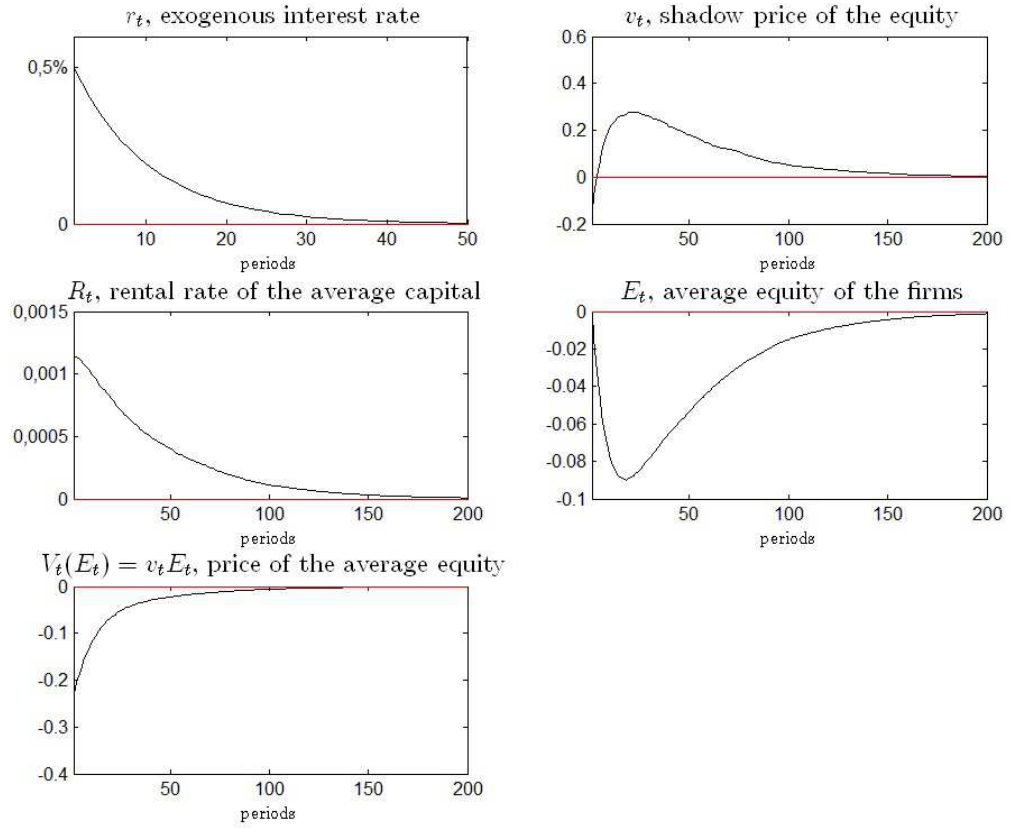 r_t, exogenous interest rate
0,5%
0
10 20 30 40 50
periods
v_t, shadow price of the equity
0.6
0.4
0.2
0
-0.2
50 100 150 200
periods
R_t, rental rate of the average capital
0,0015
0,001
0,0005
0
50 100 150 200
periods
E_t, average equity of the firms
0
-0.02
-0.04
-0.06
-0.08
-0.1
50 100 150 200
periods
V_t(E_t) = v_tE_t, price of the average equity
0
-0.1
-0.2
-0.3
-0.4
50 100 150 200
periods